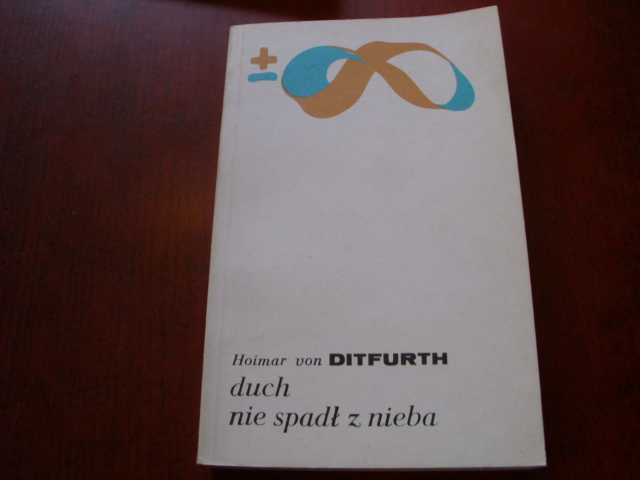 ±
Hoimar von DITFURTH
duch
nie spadł z nieba